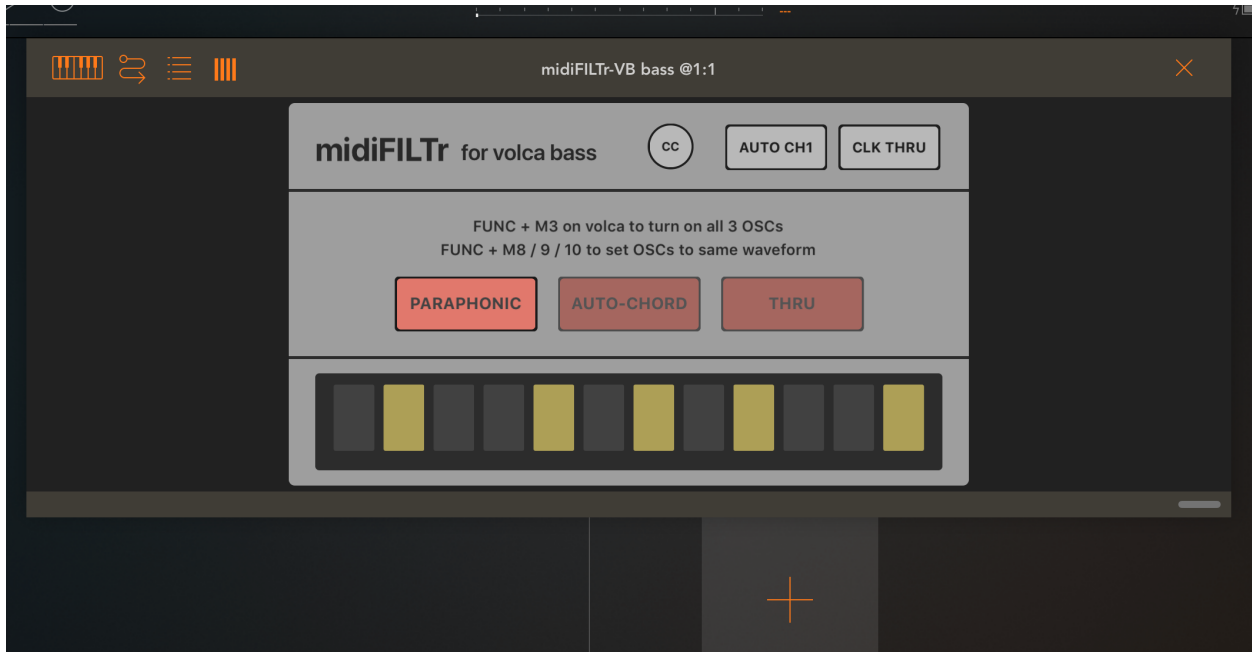 midiFILTr-VB bass @1:1
midiFILTr for volca bass
CC
AUTO CH1
CLK THRU
FUNC + M3 on volca to turn on all 3 OSCs
FUNC + M8 / 9 / 10 to set OSCs to same waveform
PARAPHONIC
AUTO-CHORD
THRU